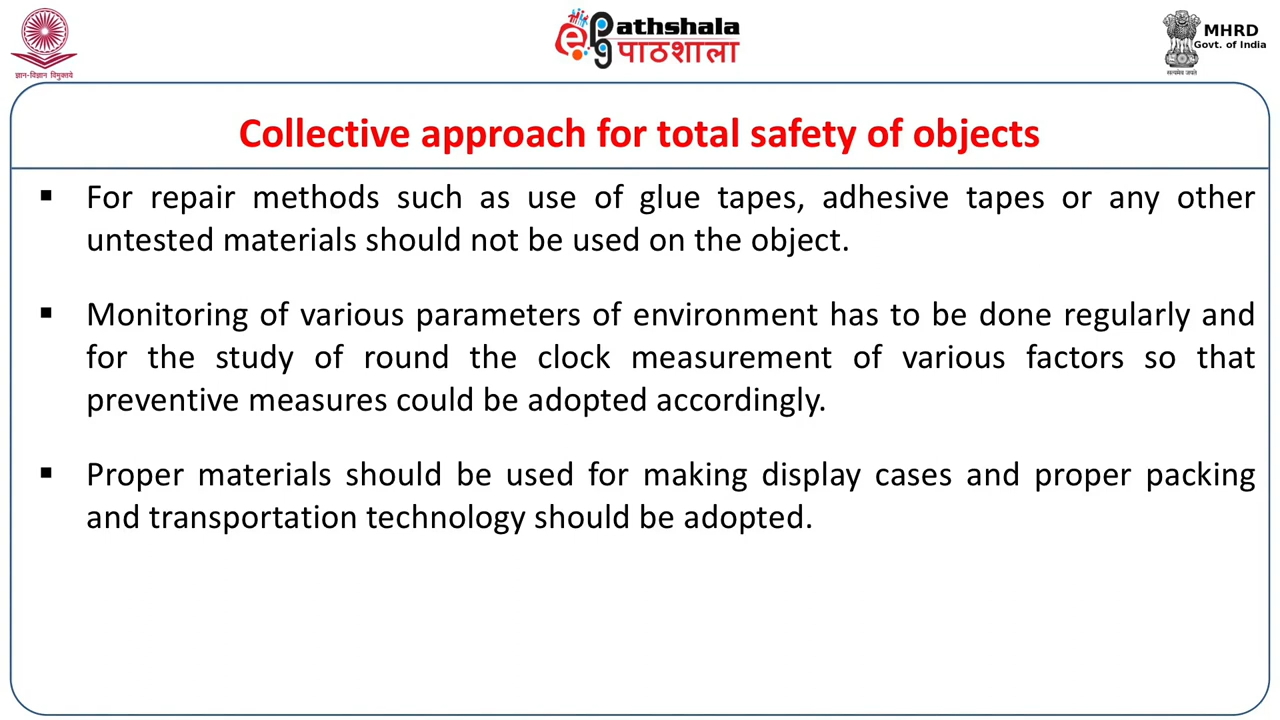 ज्ञान-विज्ञान विमुक्तये
ePg Pathshala
पाठशाला
MHRD
Govt. of India
सत्यमेव जयते
Collective approach for total safety of objects
▪ For repair methods such as use of glue tapes, adhesive tapes or any other
untested materials should not be used on the object.
▪ Monitoring of various parameters of environment has to be done regularly and
for the study of round the clock measurement of various factors so that
preventive measures could be adopted accordingly.
▪ Proper materials should be used for making display cases and proper packing
and transportation technology should be adopted.